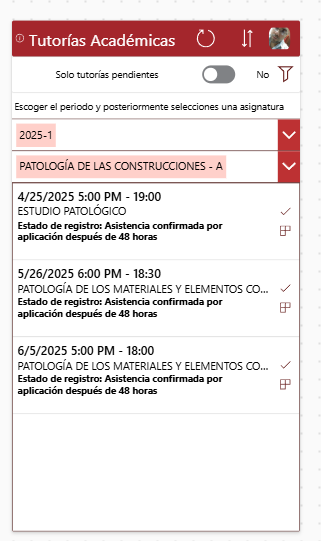 Tutorías Académicas
Solo tutorías pendientes No
Escoger el periodo y posteriormente selecciones una asignatura
2025-1
PATOLOGÍA DE LAS CONSTRUCCIONES - A
4/25/2025 5:00 PM - 19:00
ESTUDIO PATOLÓGICO
Estado de registro: Asistencia confirmada por
aplicación después de 48 horas
5/26/2025 6:00 PM - 18:30
PATOLOGÍA DE LOS MATERIALES Y ELEMENTOS CO...
Estado de registro: Asistencia confirmada por
aplicación después de 48 horas
6/5/2025 5:00 PM - 18:00
PATOLOGÍA DE LOS MATERIALES Y ELEMENTOS CO...
Estado de registro: Asistencia confirmada por
aplicación después de 48 horas